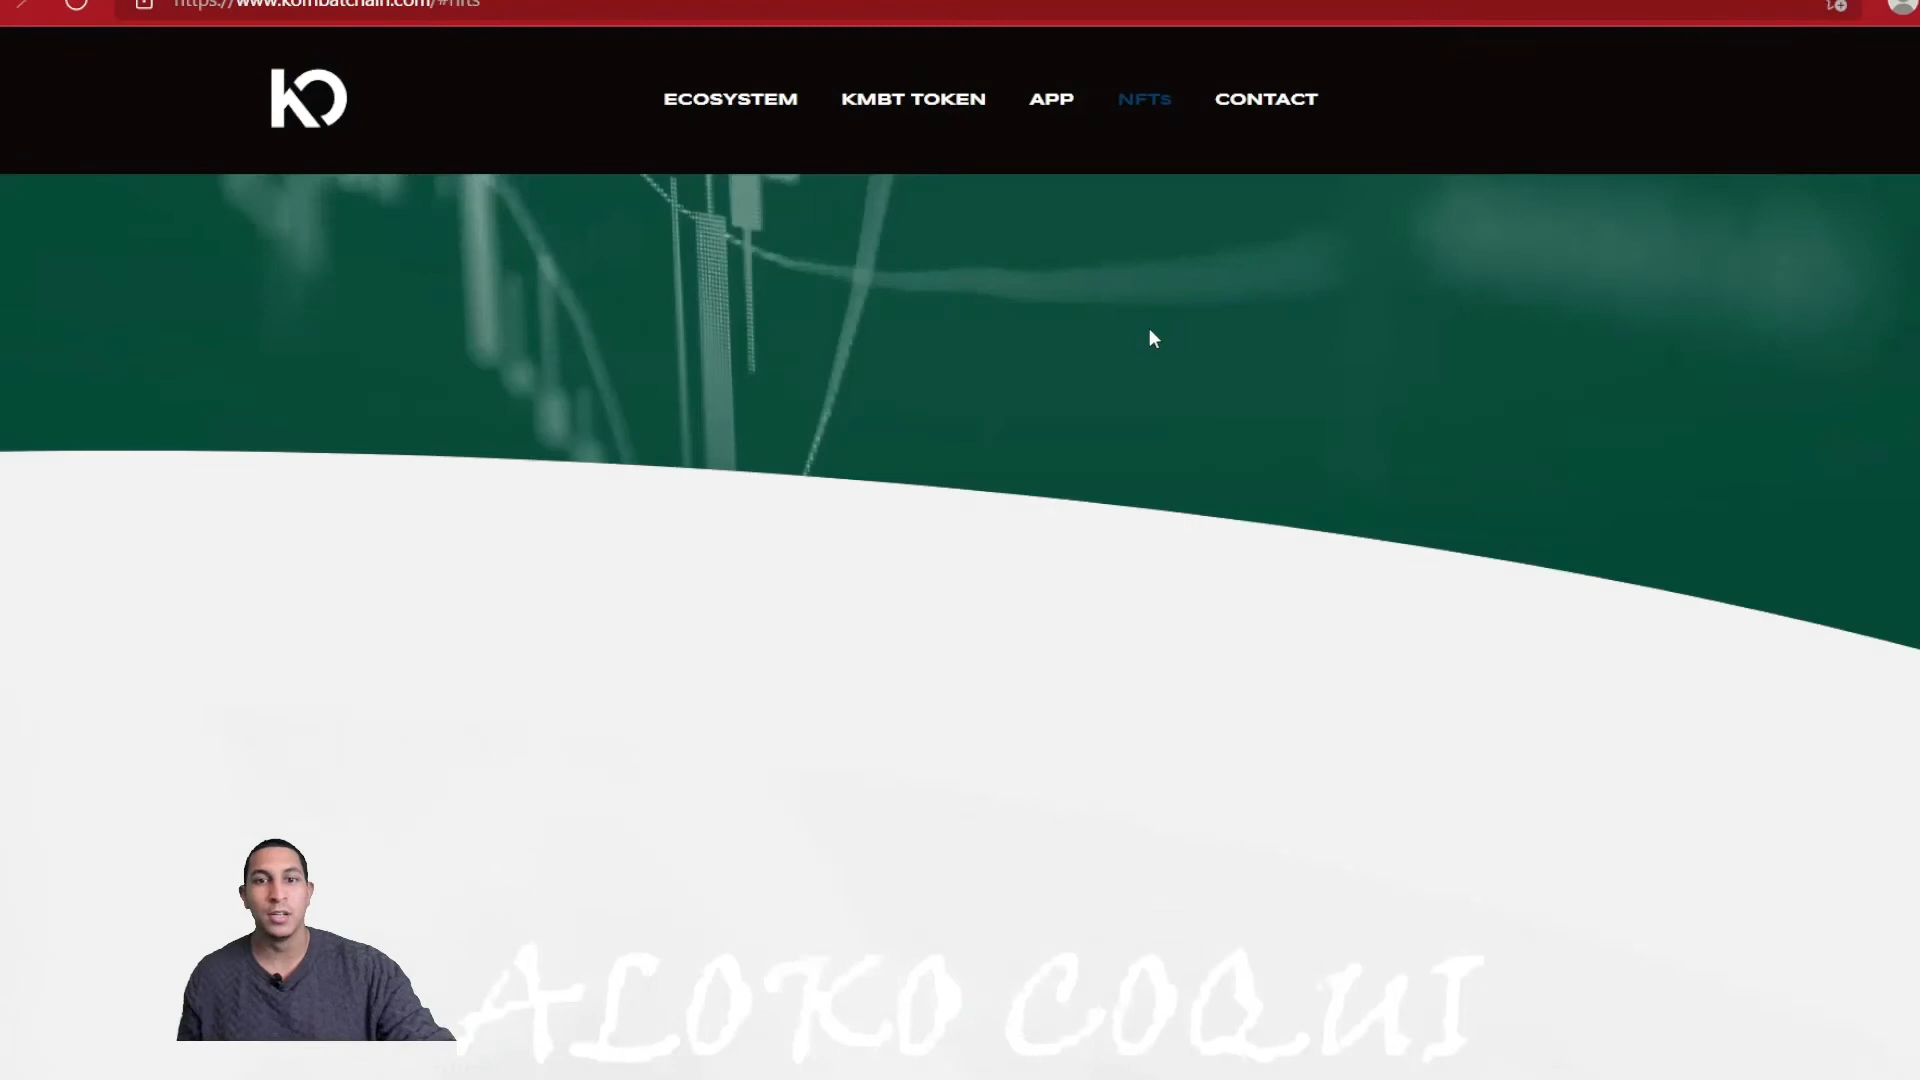 https://www.kombatchain.com/#nfts
KO
ECOSYSTEM KMBT TOKEN APP NFTs CONTACT
ALOKO COQUI